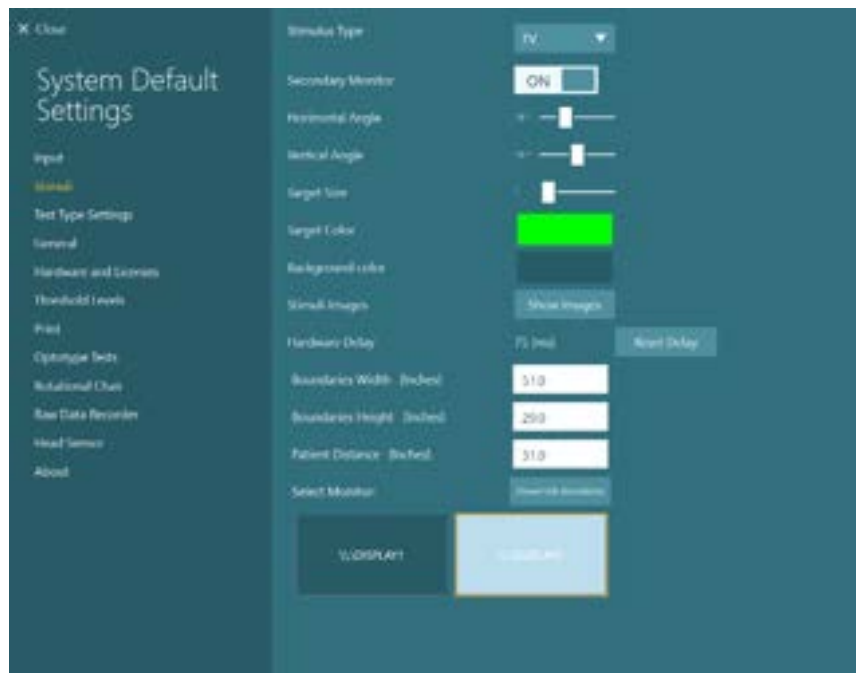 × Close
System Default
Settings
Input
Stimuli
Test Type Settings
General
Hardware and Licenses
Threshold Levels
Print
Optotype Tests
Rotational Chair
Raw Data Recorder
Head Sensor
About
Stimulus Type
TV
Secondary Monitor
ON
Horizontal Angle
Vertical Angle
Target Size
Target Color
Background color
Stimuli Images
Show Images
Hardware Delay
75 (ms)
Reset Delay
Boundaries Width (Inches)
51.0
Boundaries Height (Inches)
29.0
Patient Distance (Inches)
51.0
Select Monitor
\\.\DISPLAY1